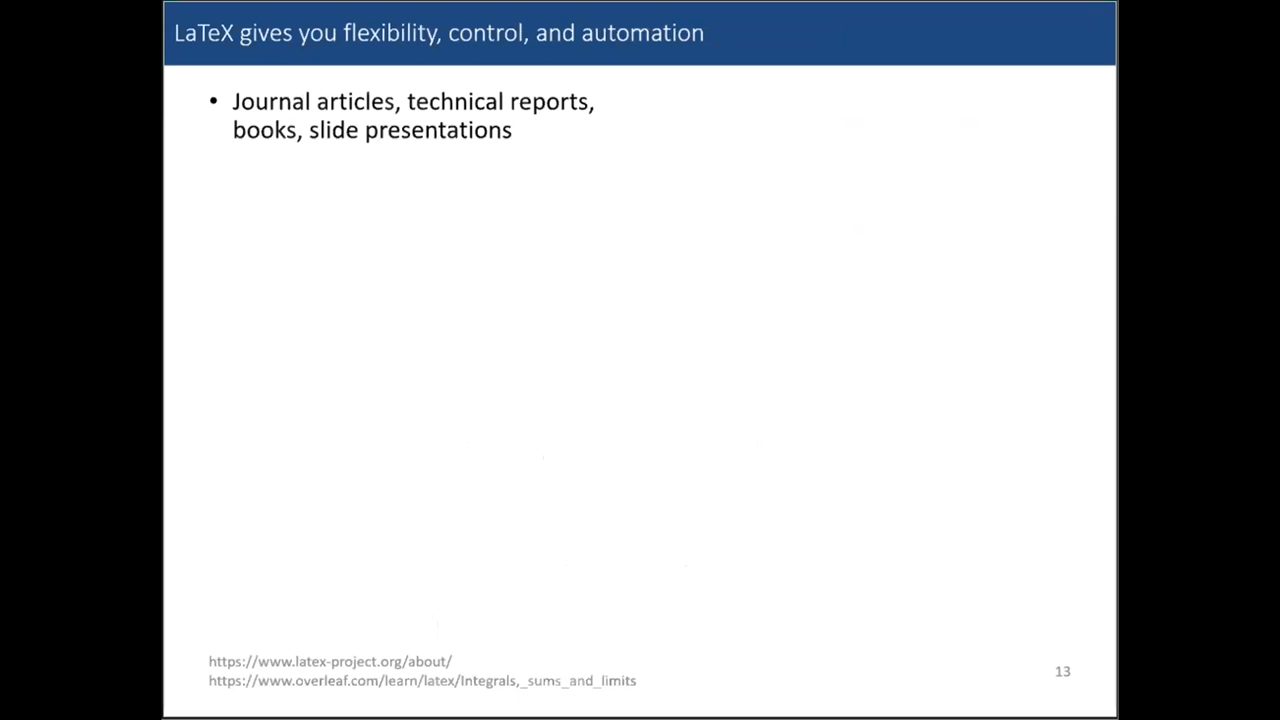 LaTeX gives you flexibility, control, and automation
• Journal articles, technical reports,
books, slide presentations
https://www.latex-project.org/about/
https://www.overleaf.com/learn/latex/Integrals,_sums_and_limits
13